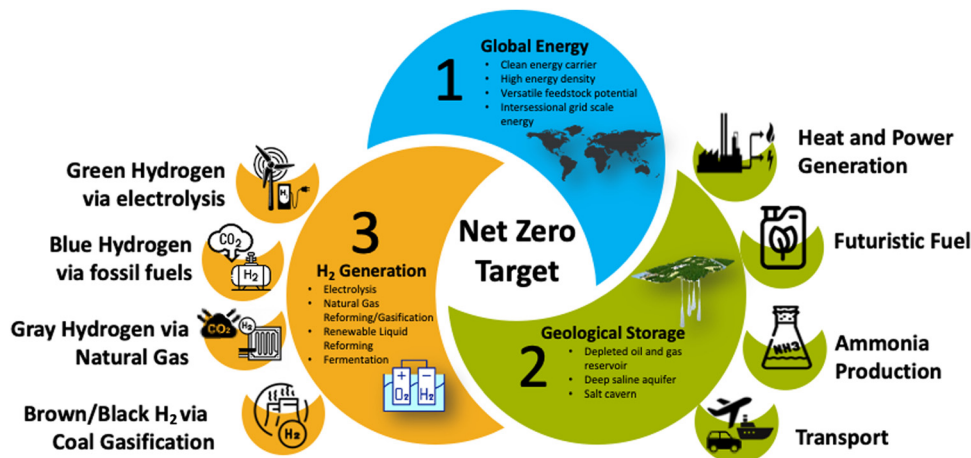 1
Global Energy
• Clean energy carrier
• High energy density
• Versatile feedstock potential
• Intersessional grid scale
energy
Green Hydrogen
via electrolysis
H₂
Blue Hydrogen
via fossil fuels
CO₂
H₂
Gray Hydrogen via
Natural Gas
CO₂
H₂
Brown/Black H₂ via
Coal Gasification
H₂
3
H₂ Generation
• Electrolysis
• Natural Gas
Reforming/Gasification
• Renewable Liquid
Reforming
• Fermentation
+
−
O₂
H₂
Net Zero
Target
2
Geological Storage
• Depleted oil and gas
reservoir
• Deep saline aquifer
• Salt cavern
Heat and Power
Generation
Futuristic Fuel
NH3
Ammonia
Production
Transport